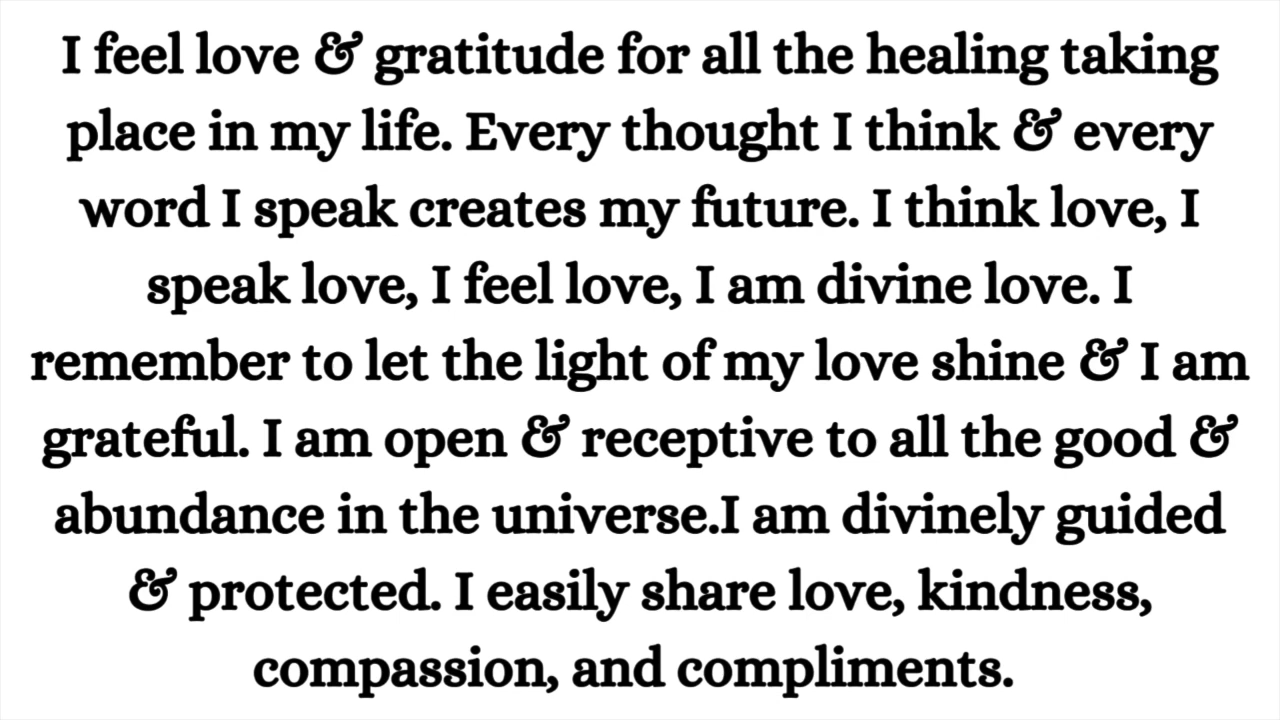 I feel love & gratitude for all the healing taking
place in my life. Every thought I think & every
word I speak creates my future. I think love, I
speak love, I feel love, I am divine love. I
remember to let the light of my love shine & I am
grateful. I am open & receptive to all the good &
abundance in the universe.I am divinely guided
& protected. I easily share love, kindness,
compassion, and compliments.